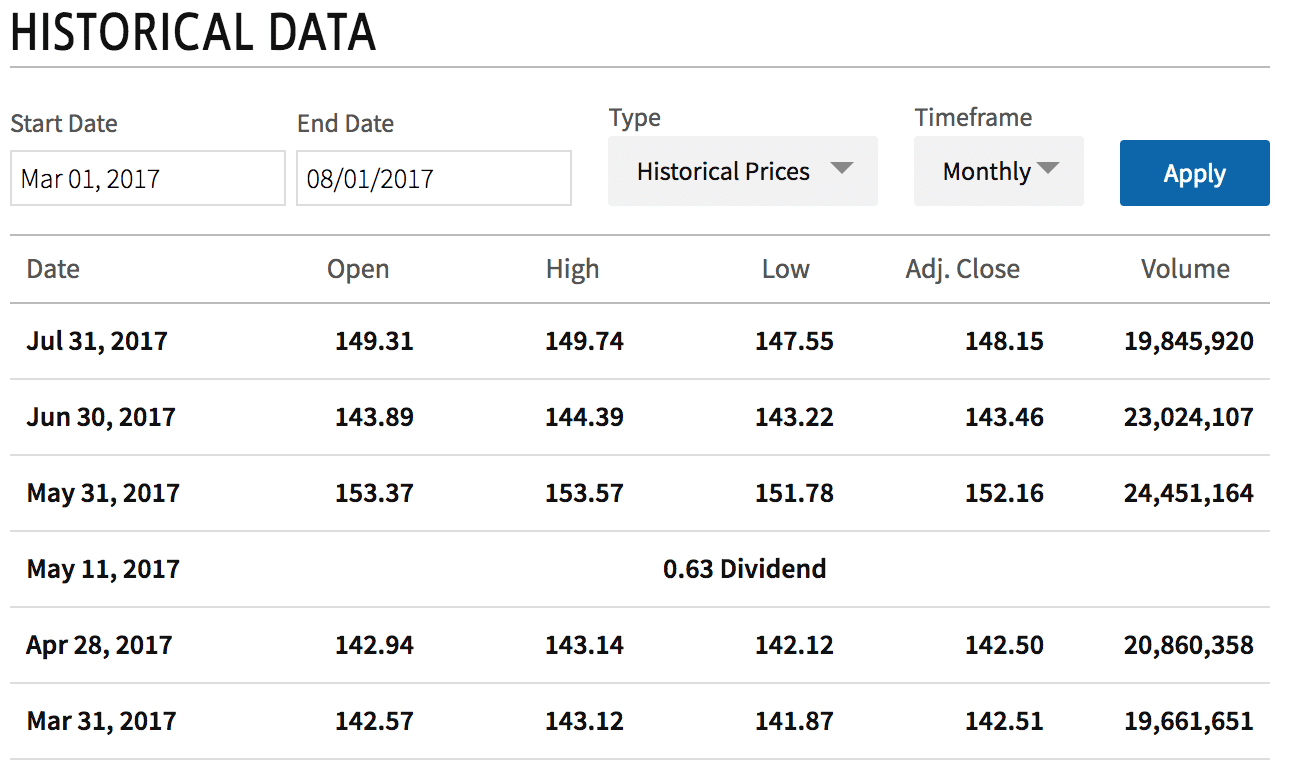 HISTORICAL DATA
Start Date End Date Type Timeframe
Mar 01, 2017 08/01/2017 Historical Prices Monthly Apply
Date Open High Low Adj. Close Volume
Jul 31, 2017 149.31 149.74 147.55 148.15 19,845,920
Jun 30, 2017 143.89 144.39 143.22 143.46 23,024,107
May 31, 2017 153.37 153.57 151.78 152.16 24,451,164
May 11, 2017 0.63 Dividend
Apr 28, 2017 142.94 143.14 142.12 142.50 20,860,358
Mar 31, 2017 142.57 143.12 141.87 142.51 19,661,651